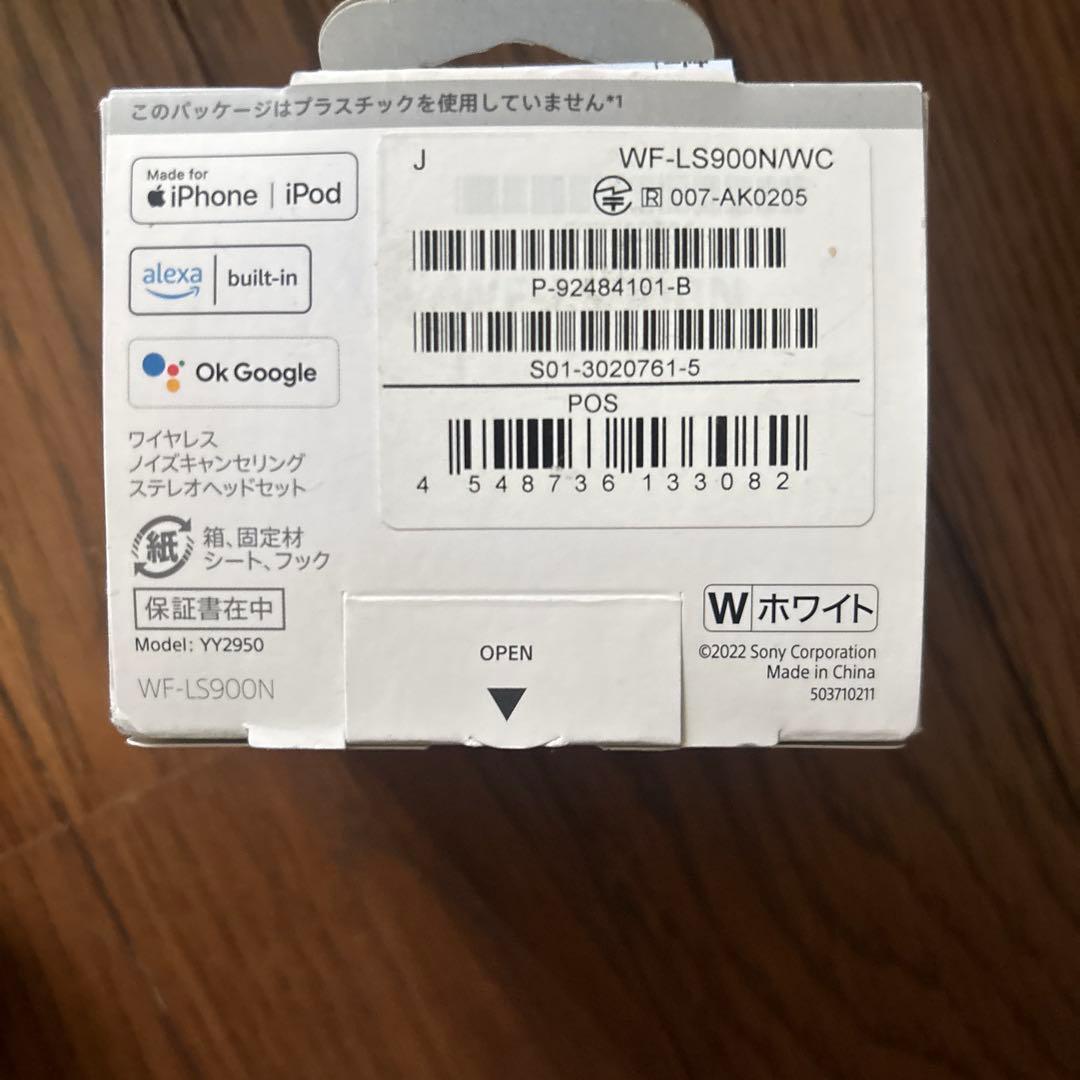 このパッケージはプラスチックを使用していません*1
Made for
iPhone | iPod
alexa | built-in
Ok Google
ワイヤレス
ノイズキャンセリング
ステレオヘッドセット
紙 箱、固定材
シート、フック
保証書在中
Model: YY2950
WF-LS900N
J WF-LS900N/WC
R 007-AK0205
P-92484101-B
S01-3020761-5
POS
4 548736 133082
OPEN
W ホワイト
©2022 Sony Corporation
Made in China
503710211